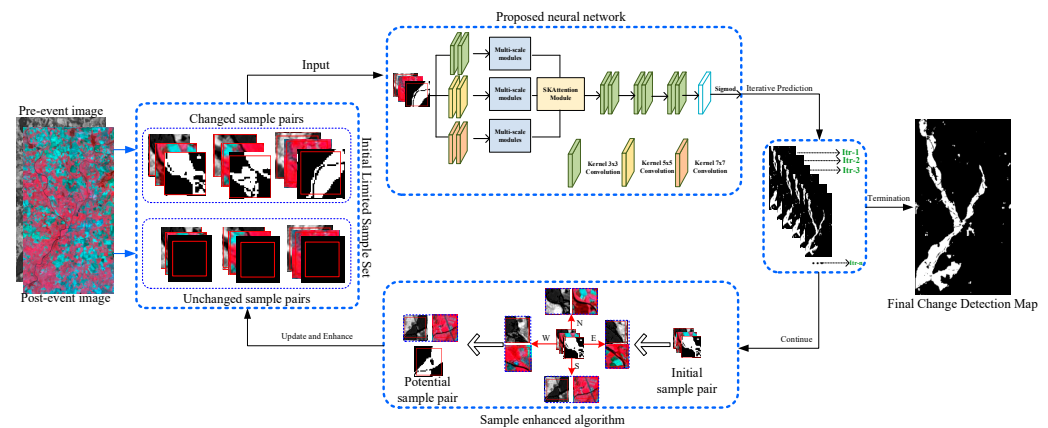 Proposed neural network
Input
Multi-scale
modules
Multi-scale
modules
Multi-scale
modules
SKAttention
Module
Sigmod
Iterative Prediction
Kernel 3x3
Convolution
Kernel 5x5
Convolution
Kernel 7x7
Convolution
Pre-event image
Post-event image
Changed sample pairs
Unchanged sample pairs
Initial Limited Sample Set
Itr-1
Itr-2
Itr-3
Itr-n
Termination
Final Change Detection Map
Continue
Update and Enhance
N
W
E
S
Potential
sample pair
Initial
sample pair
Sample enhanced algorithm